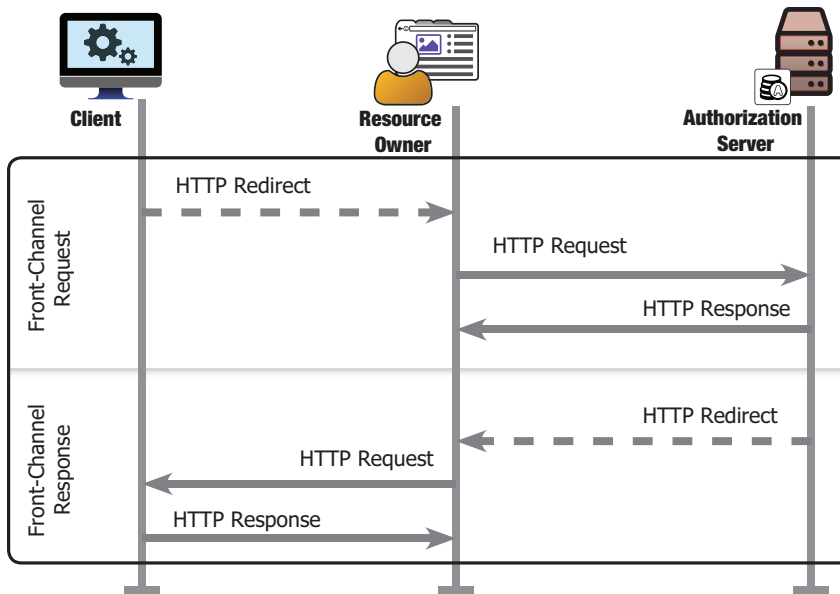 Client
Resource
Owner
Authorization
Server
Front-Channel
Request
HTTP Redirect
HTTP Request
HTTP Response
Front-Channel
Response
HTTP Redirect
HTTP Request
HTTP Response
A